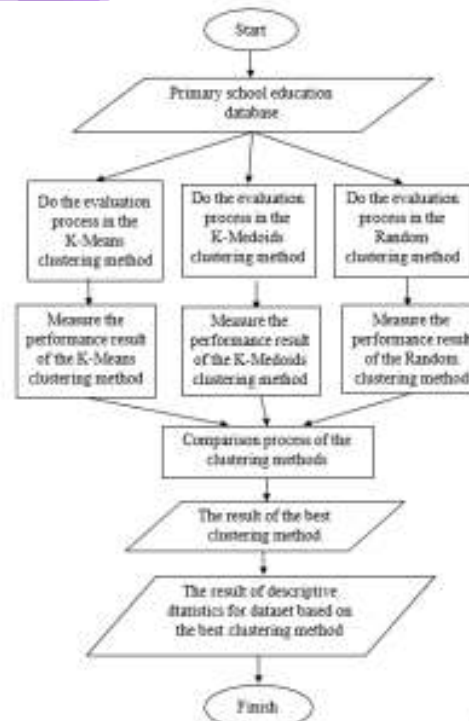 Start
Primary school education
database
Do the evaluation
process in the
K-Means
clustering method
Do the evaluation
process in the
K-Medoids
clustering method
Do the evaluation
process in the
Random
clustering method
Measure the
performance result
of the K-Means
clustering method
Measure the
performance result
of the K-Medoids
clustering method
Measure the
performance result
of the Random
clustering method
Comparison process of the
clustering methods
The result of the best
clustering method
The result of descriptive
dtatistics for dataset based on
the best clustering method
Finish